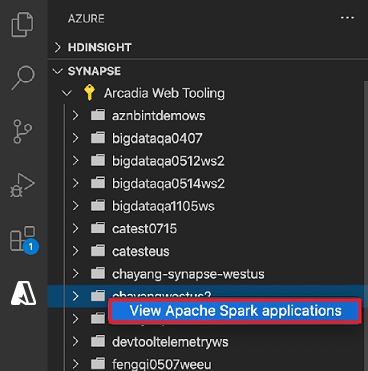 AZURE
HDINSIGHT
SYNAPSE
Arcadia Web Tooling
aznbintdemows
bigdataqa0407
bigdataqa0512ws2
bigdataqa0514ws2
bigdataqa1105ws
catest0715
catesteus
chayang-synapse-westus
chayangwestus2
View Apache Spark applications
devtooltelemetryws
fengqi0507weeu
1